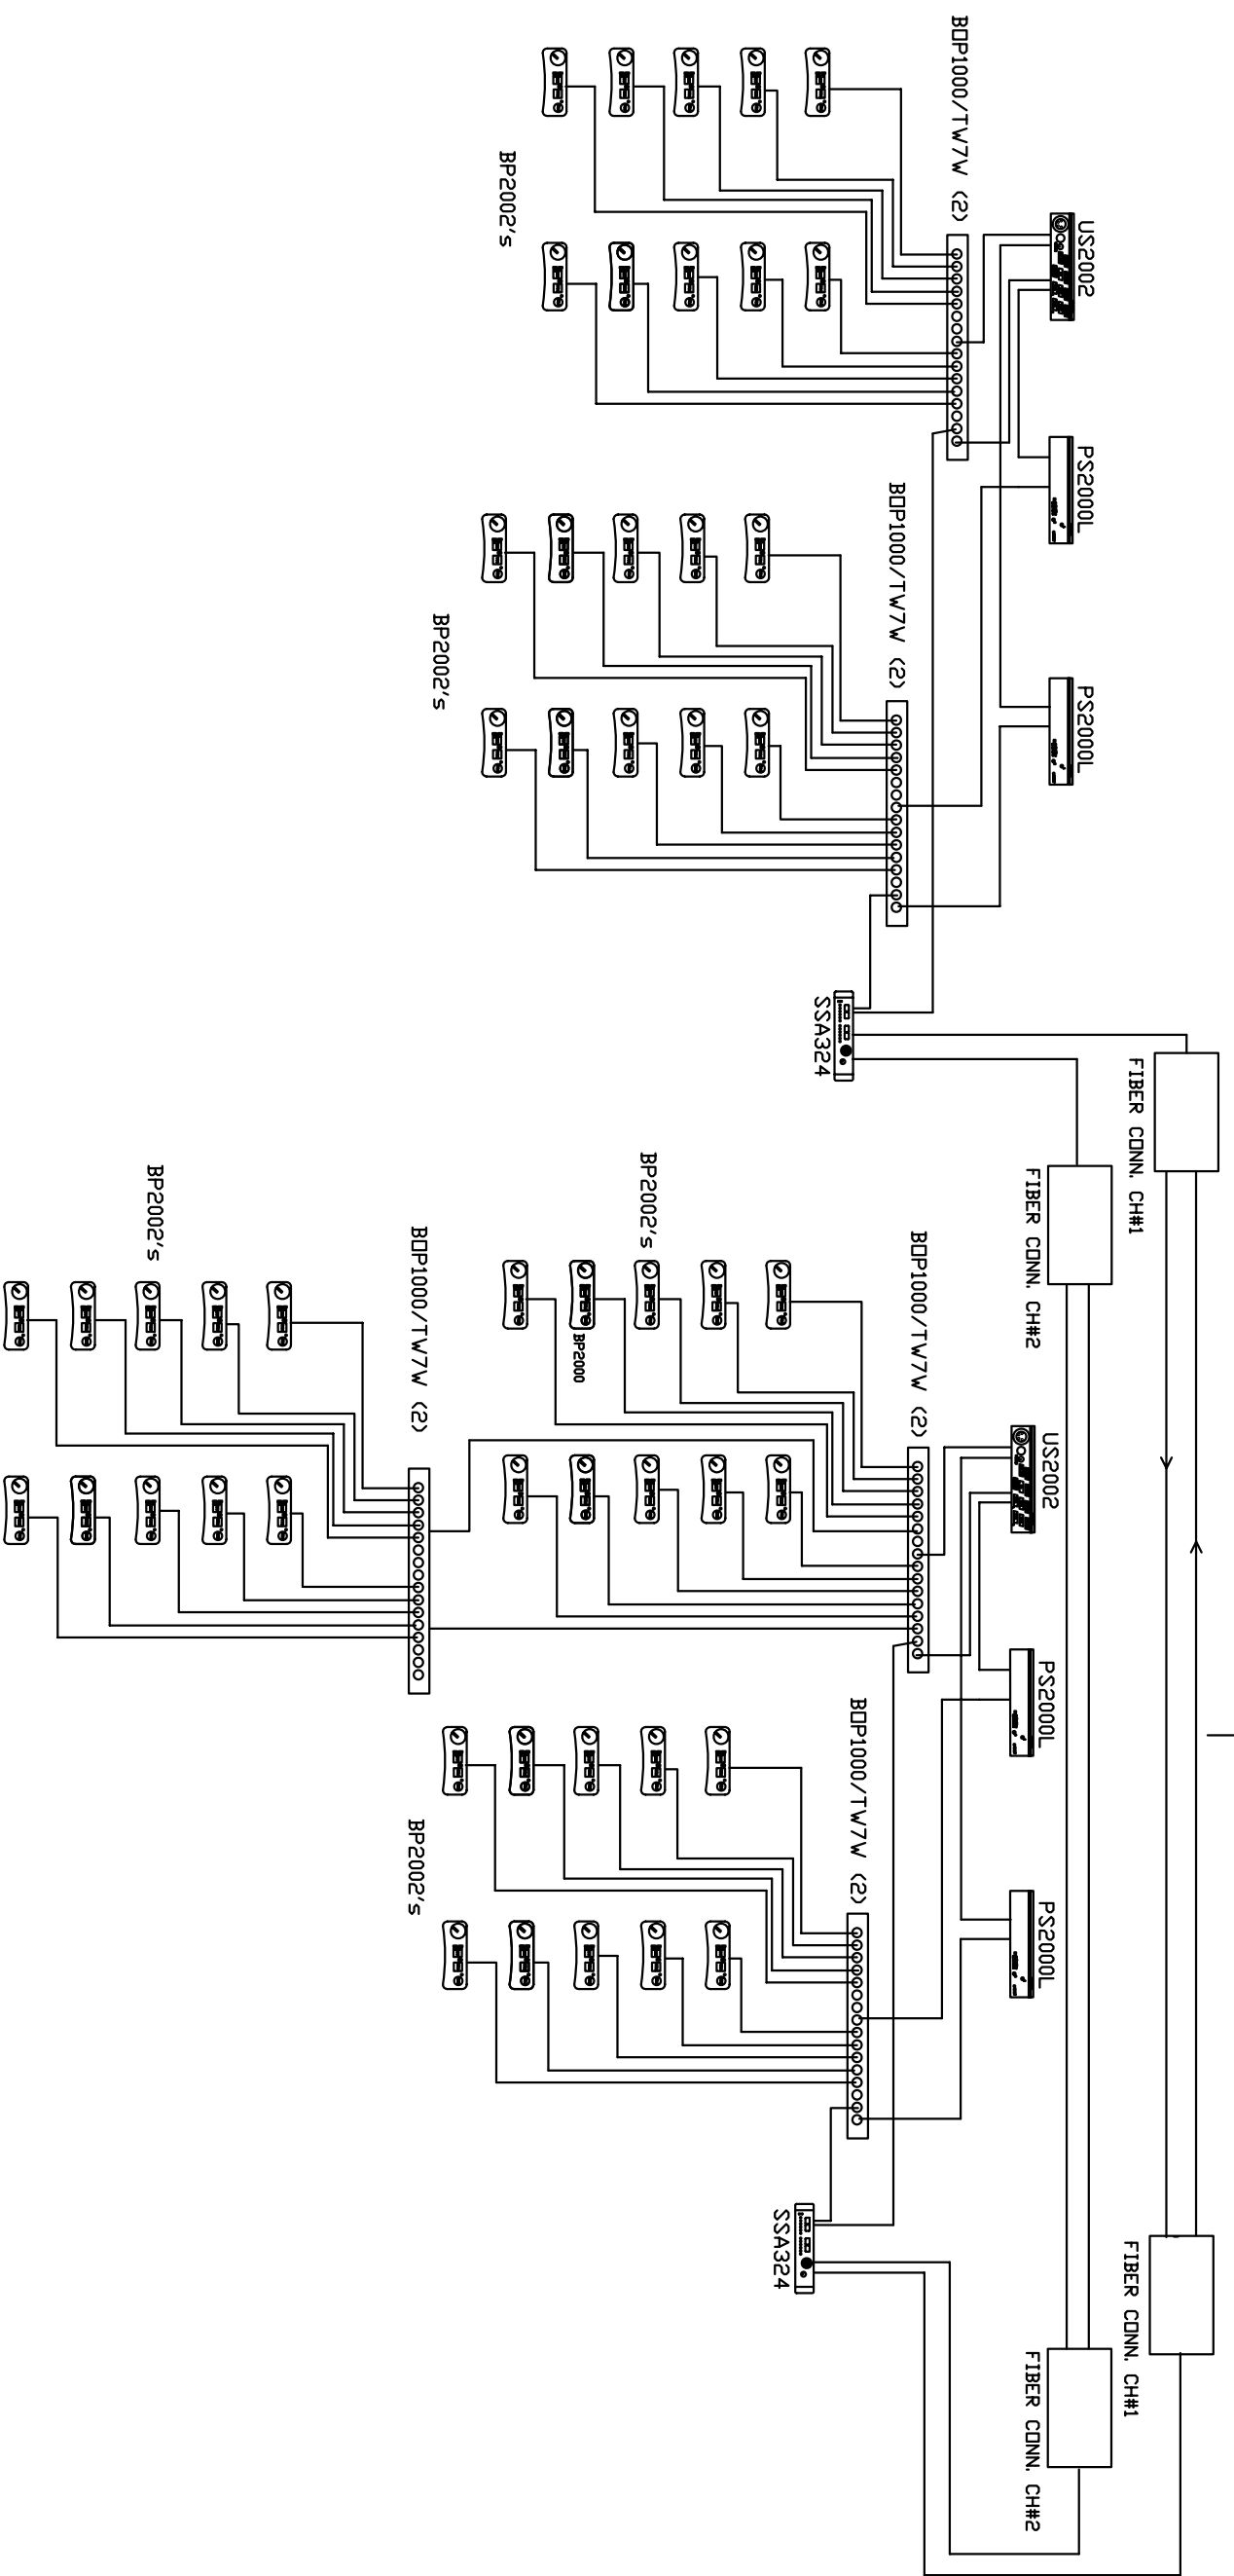 FIBER CONN. CH#1
FIBER CONN. CH#1
US2002
PS2000L
PS2000L
FIBER CONN. CH#2
FIBER CONN. CH#2
US2002
PS2000L
PS2000L
BOP1000/TW7W (2)
BOP1000/TW7W (2)
BOP1000/TW7W (2)
BOP1000/TW7W (2)
SSA324
SSA324
BP2002's
BP2000
BP2002's
BP2002's
BOP1000/TW7W (2)
BP2002's
BP2002's